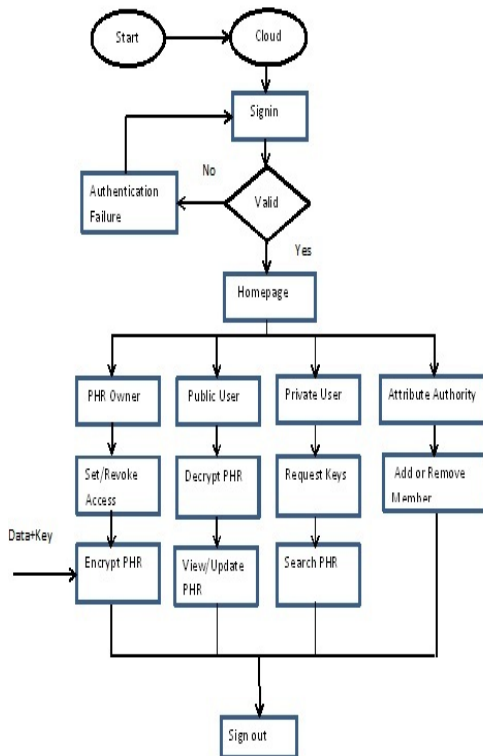 Start
Cloud
Signin
No
Authentication
Failure
Valid
Yes
Homepage
PHR Owner
Public User
Private User
Attribute Authority
Set/Revoke
Access
Decrypt PHR
Request Keys
Add or Remove
Member
Data+Key
Encrypt PHR
View/Update
PHR
Search PHR
Sign out